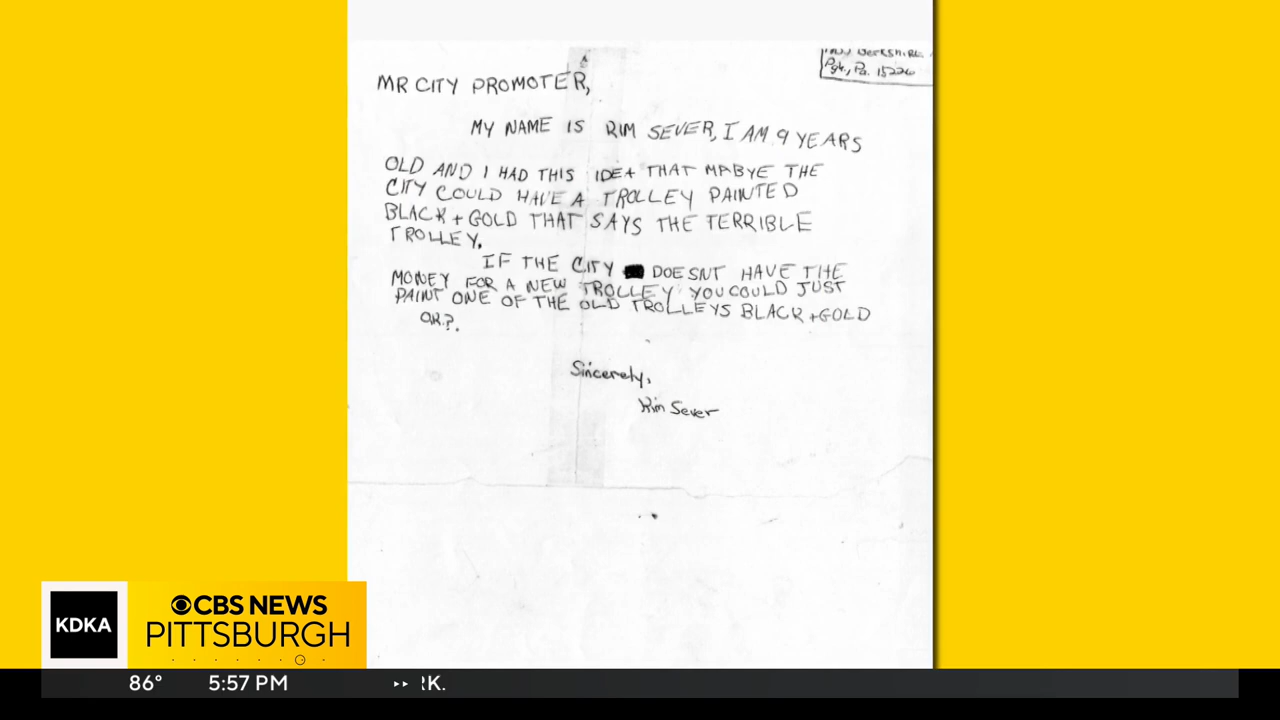 Berkshire
Pgh, Pa. 15226
MR CITY PROMOTER,
MY NAME IS RIM SEVER, I AM 9 YEARS
OLD AND I HAD THIS IDEA THAT MABYE THE
CITY COULD HAVE A TROLLEY PAINTED
BLACK + GOLD THAT SAYS THE TERRIBLE
TROLLEY.
IF THE CITY DOESNT HAVE THE
MONEY FOR A NEW TROLLEY YOU COULD JUST
PAINT ONE OF THE OLD TROLLEYS BLACK + GOLD
OK?.
Sincerely,
Rim Sever
KDKA
CBS NEWS
PITTSBURGH
86° 5:57 PM RK.